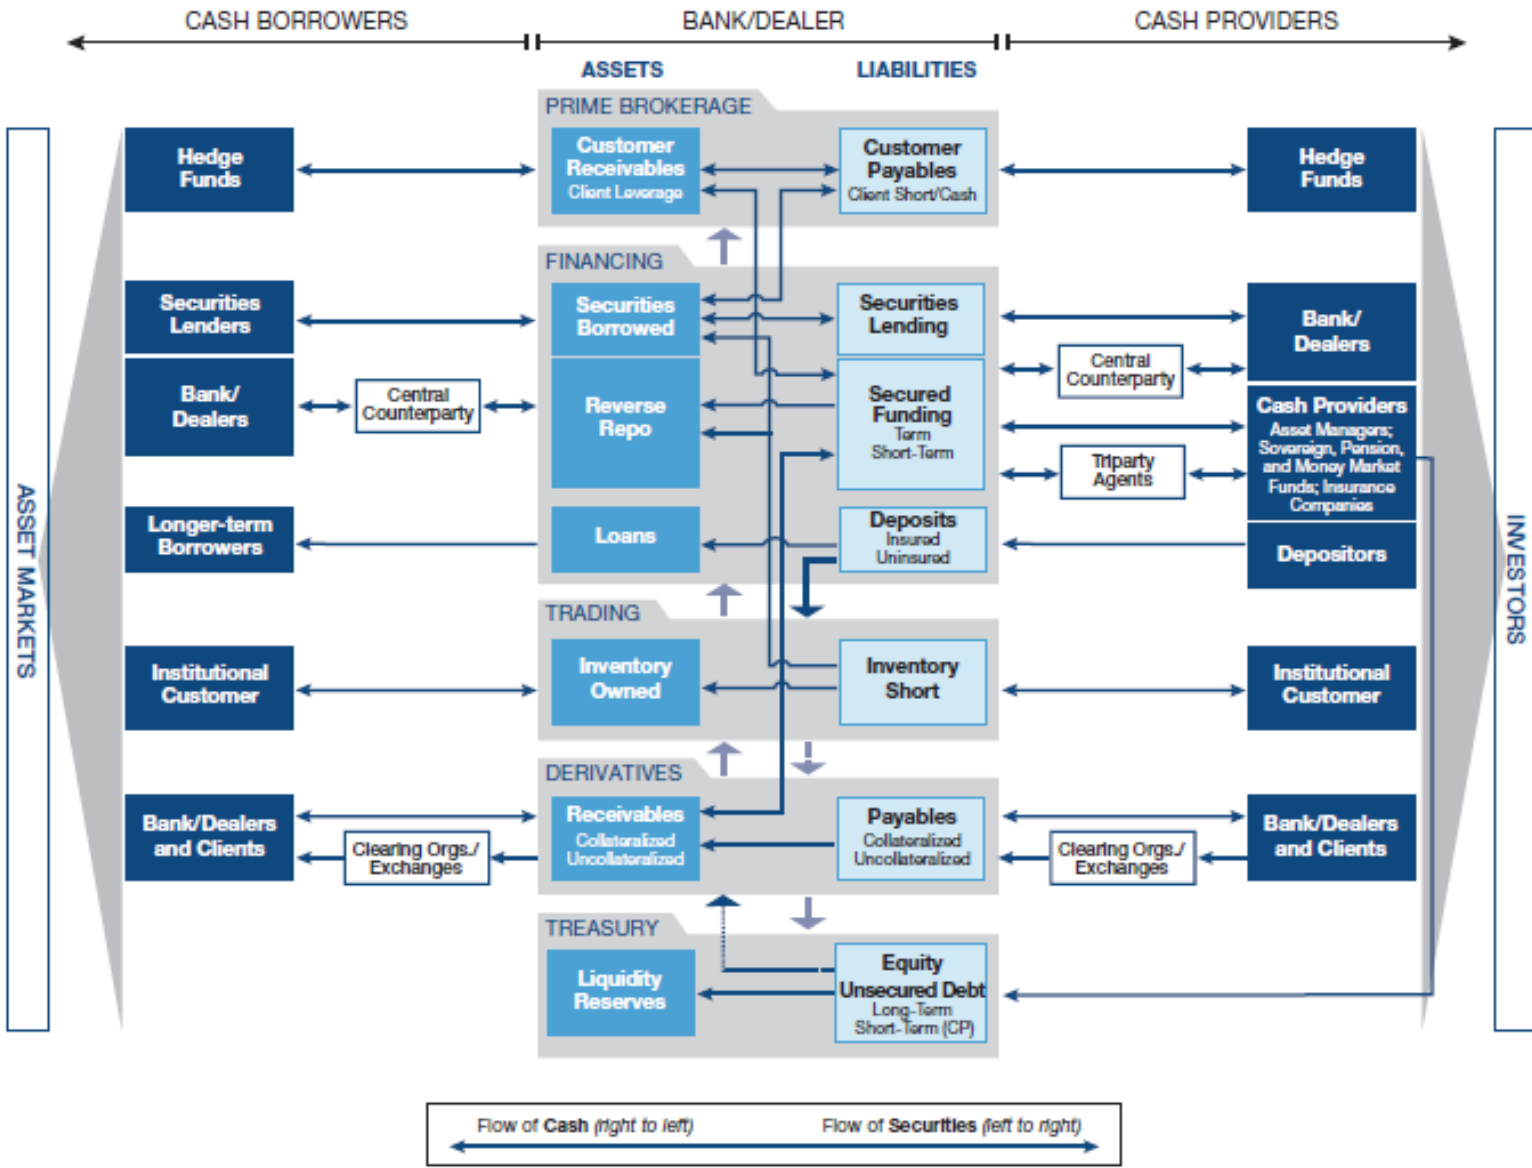 CASH BORROWERS
BANK/DEALER
CASH PROVIDERS
ASSETS
LIABILITIES
PRIME BROKERAGE
Hedge
Funds
Customer
Receivables
Client Leverage
Customer
Payables
Client Short/Cash
Hedge
Funds
FINANCING
Securities
Lenders
Securities
Borrowed
Securities
Lending
Bank/
Dealers
Central
Counterparty
Bank/
Dealers
Central
Counterparty
Reverse
Repo
Secured
Funding
Term
Short-Term
Cash Providers
Asset Managers;
Sovereign, Pension,
and Money Market
Funds; Insurance
Companies
Triparty
Agents
Longer-term
Borrowers
Loans
Deposits
Insured
Uninsured
Depositors
ASSET MARKETS
INVESTORS
TRADING
Institutional
Customer
Inventory
Owned
Inventory
Short
Institutional
Customer
DERIVATIVES
Bank/Dealers
and Clients
Clearing Orgs./
Exchanges
Receivables
Collateralized
Uncollateralized
Payables
Collateralized
Uncollateralized
Clearing Orgs./
Exchanges
Bank/Dealers
and Clients
TREASURY
Liquidity
Reserves
Equity
Unsecured Debt
Long-Term
Short-Term (CP)
Flow of Cash (right to left)
Flow of Securities (left to right)